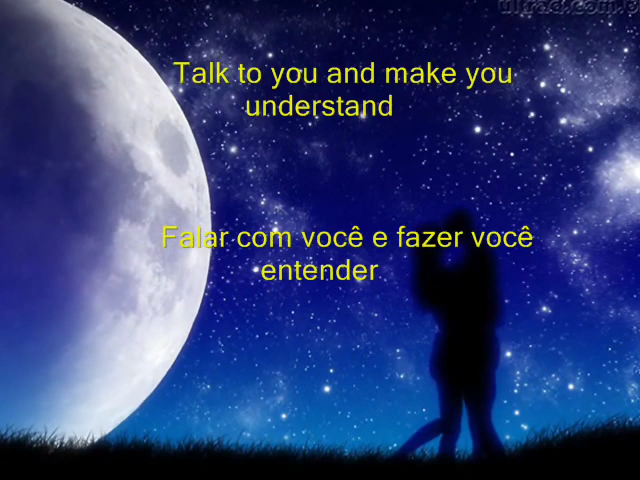 Talk to you and make you
understand
Falar com você e fazer você
entender